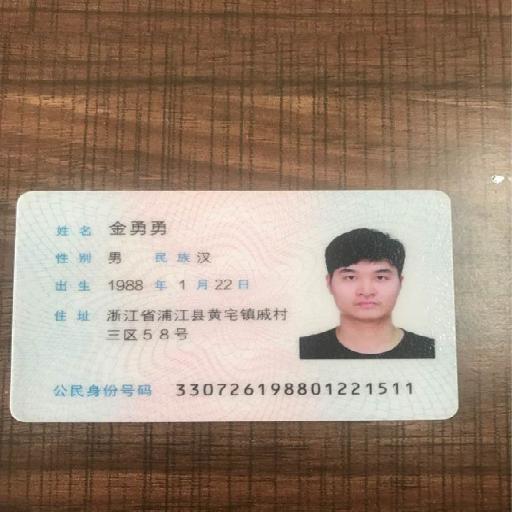 姓名 金勇勇
性别 男 民族 汉
出生 1988 年 1 月 22 日
住址 浙江省浦江县黄宅镇戚村
三区58号
公民身份号码 330726198801221511